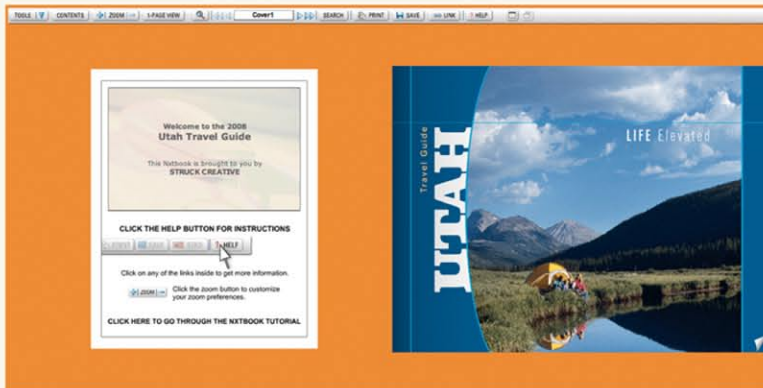 TOOLS CONTENTS ZOOM 1-PAGE VIEW Cover1 SEARCH PRINT SAVE LINK ? HELP
Welcome to the 2008
Utah Travel Guide
This Nxtbook is brought to you by
STRUCK CREATIVE
CLICK THE HELP BUTTON FOR INSTRUCTIONS
? HELP
Click on any of the links inside to get more information.
ZOOM
Click the zoom button to customize
your zoom preferences.
CLICK HERE TO GO THROUGH THE NXTBOOK TUTORIAL
Travel Guide
UTAH
LIFE Elevated